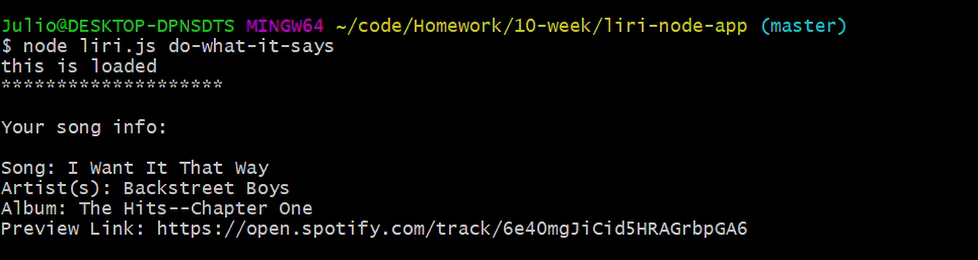 Julio@DESKTOP-DPNSDTS MINGW64 ~/code/Homework/10-week/liri-node-app (master)
$ node liri.js do-what-it-says
this is loaded
********************
Your song info:
Song: I Want It That Way
Artist(s): Backstreet Boys
Album: The Hits--Chapter One
Preview Link: https://open.spotify.com/track/6e40mgJiCid5HRAGrbpGA6